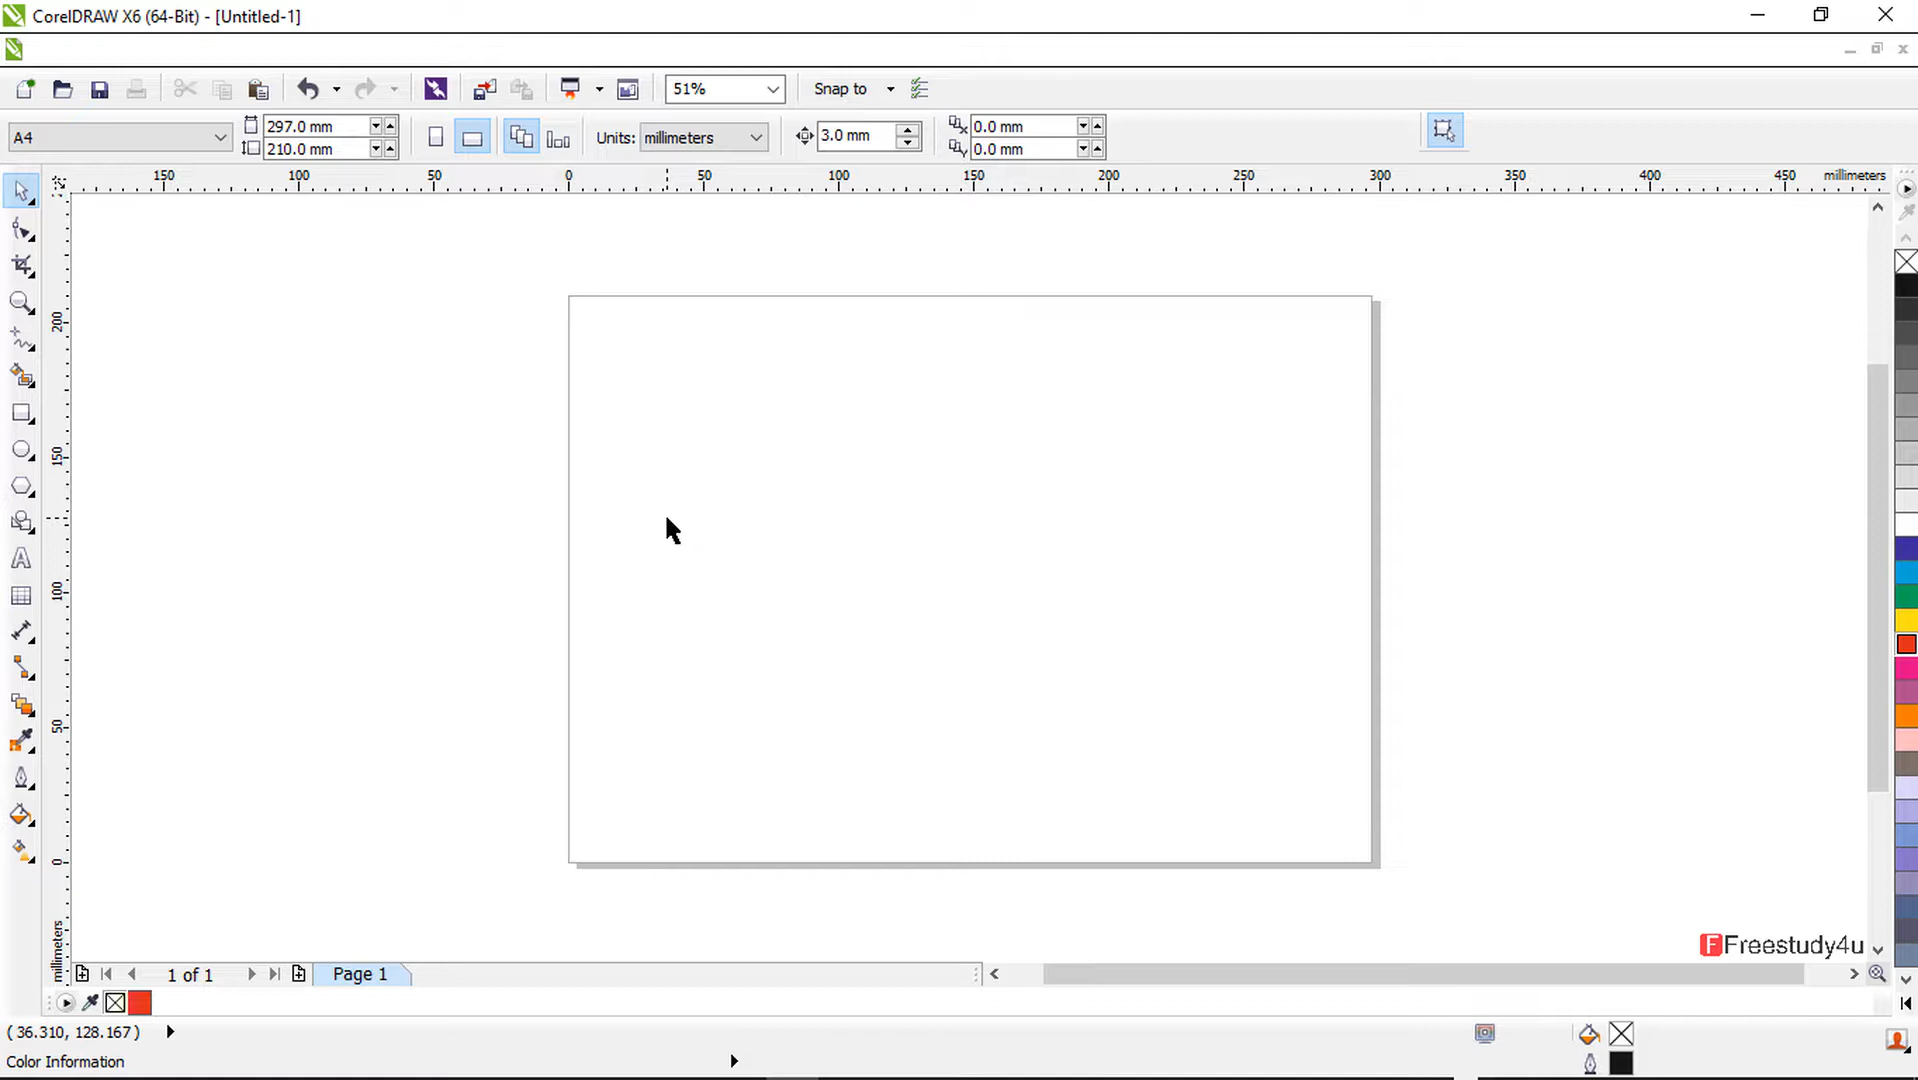 CorelDRAW X6 (64-Bit) - [Untitled-1]
51%
Snap to
A4
297.0 mm
210.0 mm
Units: millimeters
3.0 mm
0.0 mm
0.0 mm
150 100 50 0 50 100 150 200 250 300 350 400 450 millimeters
200
150
100
50
0
millimeters
Freestudy4u
1 of 1
Page 1
( 36.310, 128.167 )
Color Information